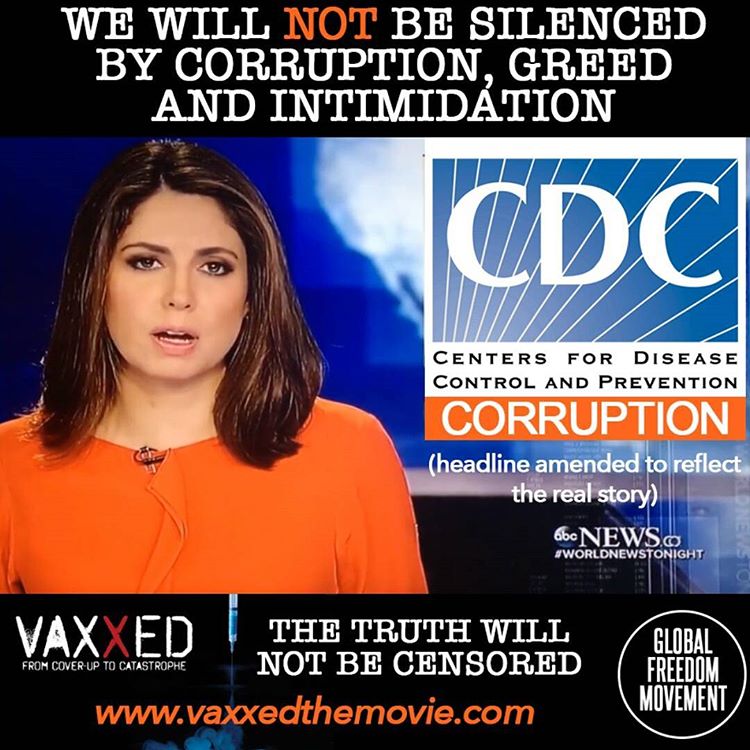 WE WILL NOT BE SILENCED
BY CORRUPTION, GREED
AND INTIMIDATION
CDC
CENTERS FOR DISEASE
CONTROL AND PREVENTION
CORRUPTION
(headline amended to reflect
the real story)
abc NEWS.co
#WORLDNEWSTONIGHT
VAXXED
FROM COVER-UP TO CATASTROPHE
THE TRUTH WILL
NOT BE CENSORED
GLOBAL
FREEDOM
MOVEMENT
www.vaxxedthemovie.com